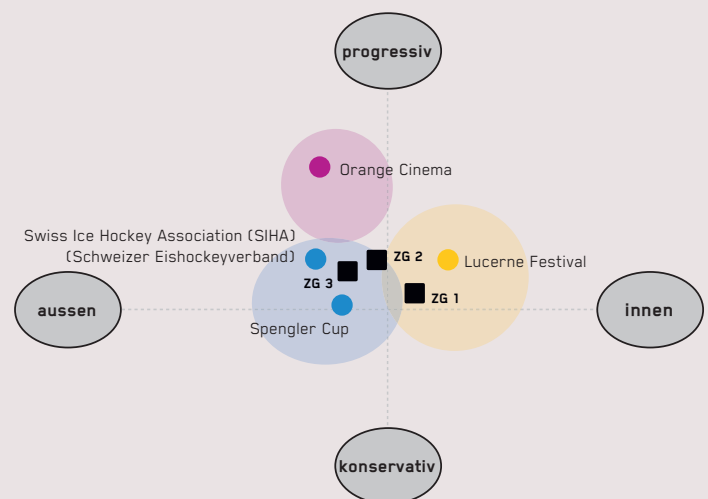 progressiv
Orange Cinema
Swiss Ice Hockey Association (SIHA)
(Schweizer Eishockeyverband)
ZG 2
Lucerne Festival
ZG 3
ZG 1
aussen
innen
Spengler Cup
konservativ